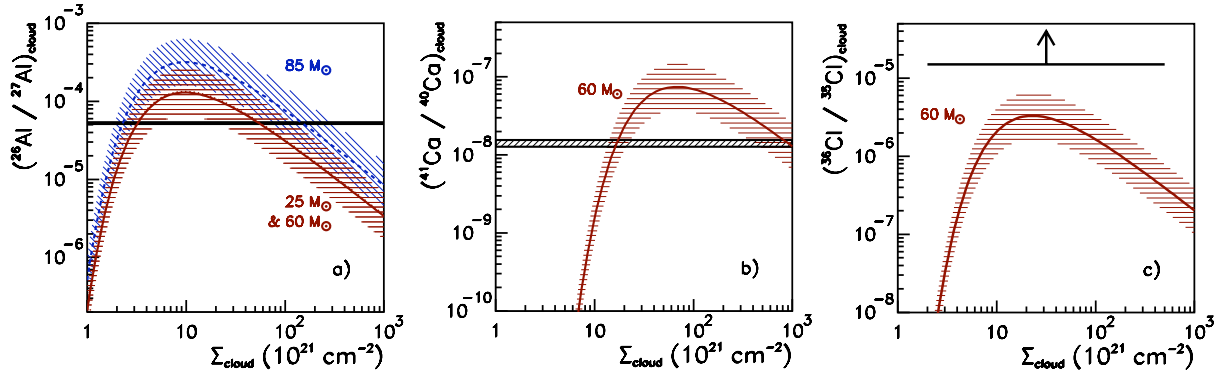 (²⁶Al / ²⁷Al)cloud
10⁻³
10⁻⁴
10⁻⁵
10⁻⁶
85 M⊙
25 M⊙
& 60 M⊙
a)
1 10 10² 10³
Σcloud (10²¹ cm⁻²)
(⁴¹Ca / ⁴⁰Ca)cloud
10⁻⁷
10⁻⁸
10⁻⁹
10⁻¹⁰
60 M⊙
b)
1 10 10² 10³
Σcloud (10²¹ cm⁻²)
(³⁶Cl / ³⁵Cl)cloud
10⁻⁵
10⁻⁶
10⁻⁷
10⁻⁸
60 M⊙
c)
1 10 10² 10³
Σcloud (10²¹ cm⁻²)